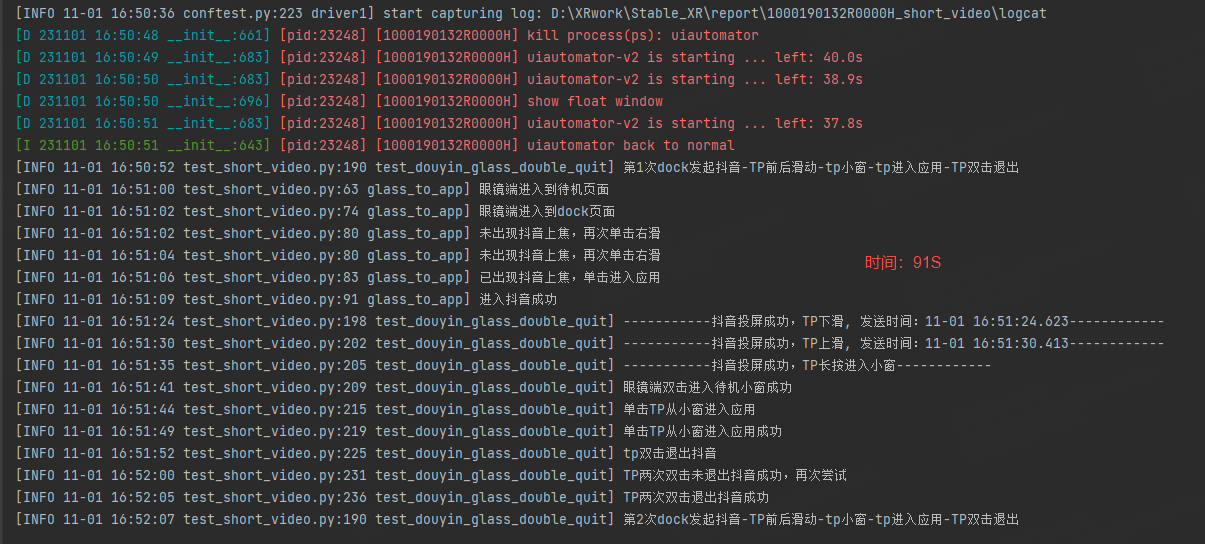 [INFO 11-01 16:50:36 conftest.py:223 driver1] start capturing log: D:\XRwork\Stable_XR\report\1000190132R0000H_short_video\logcat
[D 231101 16:50:48 __init__:661] [pid:23248] [1000190132R0000H] kill process(ps): uiautomator
[D 231101 16:50:49 __init__:683] [pid:23248] [1000190132R0000H] uiautomator-v2 is starting ... left: 40.0s
[D 231101 16:50:50 __init__:683] [pid:23248] [1000190132R0000H] uiautomator-v2 is starting ... left: 38.9s
[D 231101 16:50:50 __init__:696] [pid:23248] [1000190132R0000H] show float window
[D 231101 16:50:51 __init__:683] [pid:23248] [1000190132R0000H] uiautomator-v2 is starting ... left: 37.8s
[I 231101 16:50:51 __init__:643] [pid:23248] [1000190132R0000H] uiautomator back to normal
[INFO 11-01 16:50:52 test_short_video.py:190 test_douyin_glass_double_quit] 第1次dock发起抖音-TP前后滑动-tp小窗-tp进入应用-TP双击退出
[INFO 11-01 16:51:00 test_short_video.py:63 glass_to_app] 眼镜端进入到待机页面
[INFO 11-01 16:51:02 test_short_video.py:74 glass_to_app] 眼镜端进入到dock页面
[INFO 11-01 16:51:02 test_short_video.py:80 glass_to_app] 未出现抖音上焦，再次单击右滑
[INFO 11-01 16:51:04 test_short_video.py:80 glass_to_app] 未出现抖音上焦，再次单击右滑
[INFO 11-01 16:51:06 test_short_video.py:83 glass_to_app] 已出现抖音上焦，单击进入应用
时间：91S
[INFO 11-01 16:51:09 test_short_video.py:91 glass_to_app] 进入抖音成功
[INFO 11-01 16:51:24 test_short_video.py:198 test_douyin_glass_double_quit] -----------抖音投屏成功，TP下滑, 发送时间：11-01 16:51:24.623------------
[INFO 11-01 16:51:30 test_short_video.py:202 test_douyin_glass_double_quit] -----------抖音投屏成功，TP上滑, 发送时间：11-01 16:51:30.413------------
[INFO 11-01 16:51:35 test_short_video.py:205 test_douyin_glass_double_quit] -----------抖音投屏成功，TP长按进入小窗------------
[INFO 11-01 16:51:41 test_short_video.py:209 test_douyin_glass_double_quit] 眼镜端双击进入待机小窗成功
[INFO 11-01 16:51:44 test_short_video.py:215 test_douyin_glass_double_quit] 单击TP从小窗进入应用
[INFO 11-01 16:51:49 test_short_video.py:219 test_douyin_glass_double_quit] 单击TP从小窗进入应用成功
[INFO 11-01 16:51:52 test_short_video.py:225 test_douyin_glass_double_quit] tp双击退出抖音
[INFO 11-01 16:52:00 test_short_video.py:231 test_douyin_glass_double_quit] TP两次双击未退出抖音成功，再次尝试
[INFO 11-01 16:52:05 test_short_video.py:236 test_douyin_glass_double_quit] TP两次双击退出抖音成功
[INFO 11-01 16:52:07 test_short_video.py:190 test_douyin_glass_double_quit] 第2次dock发起抖音-TP前后滑动-tp小窗-tp进入应用-TP双击退出